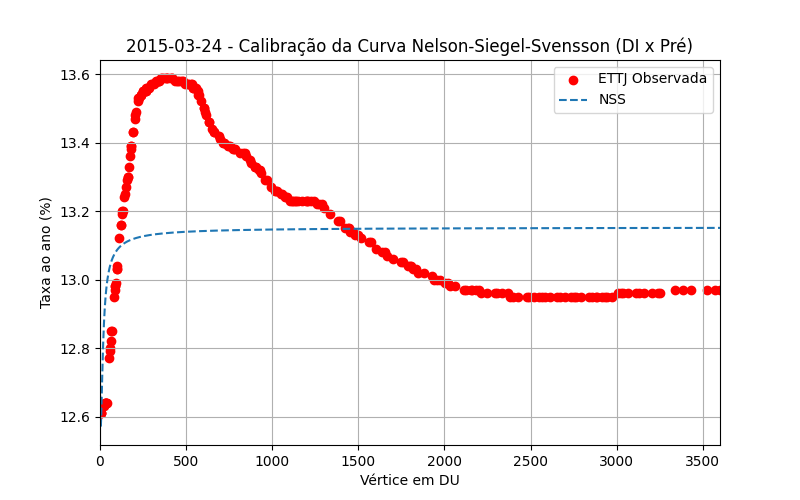 2015-03-24 - Calibração da Curva Nelson-Siegel-Svensson (DI x Pré)
ETTJ Observada
NSS
Taxa ao ano (%)
13.6
13.4
13.2
13.0
12.8
12.6
0 500 1000 1500 2000 2500 3000 3500
Vértice em DU